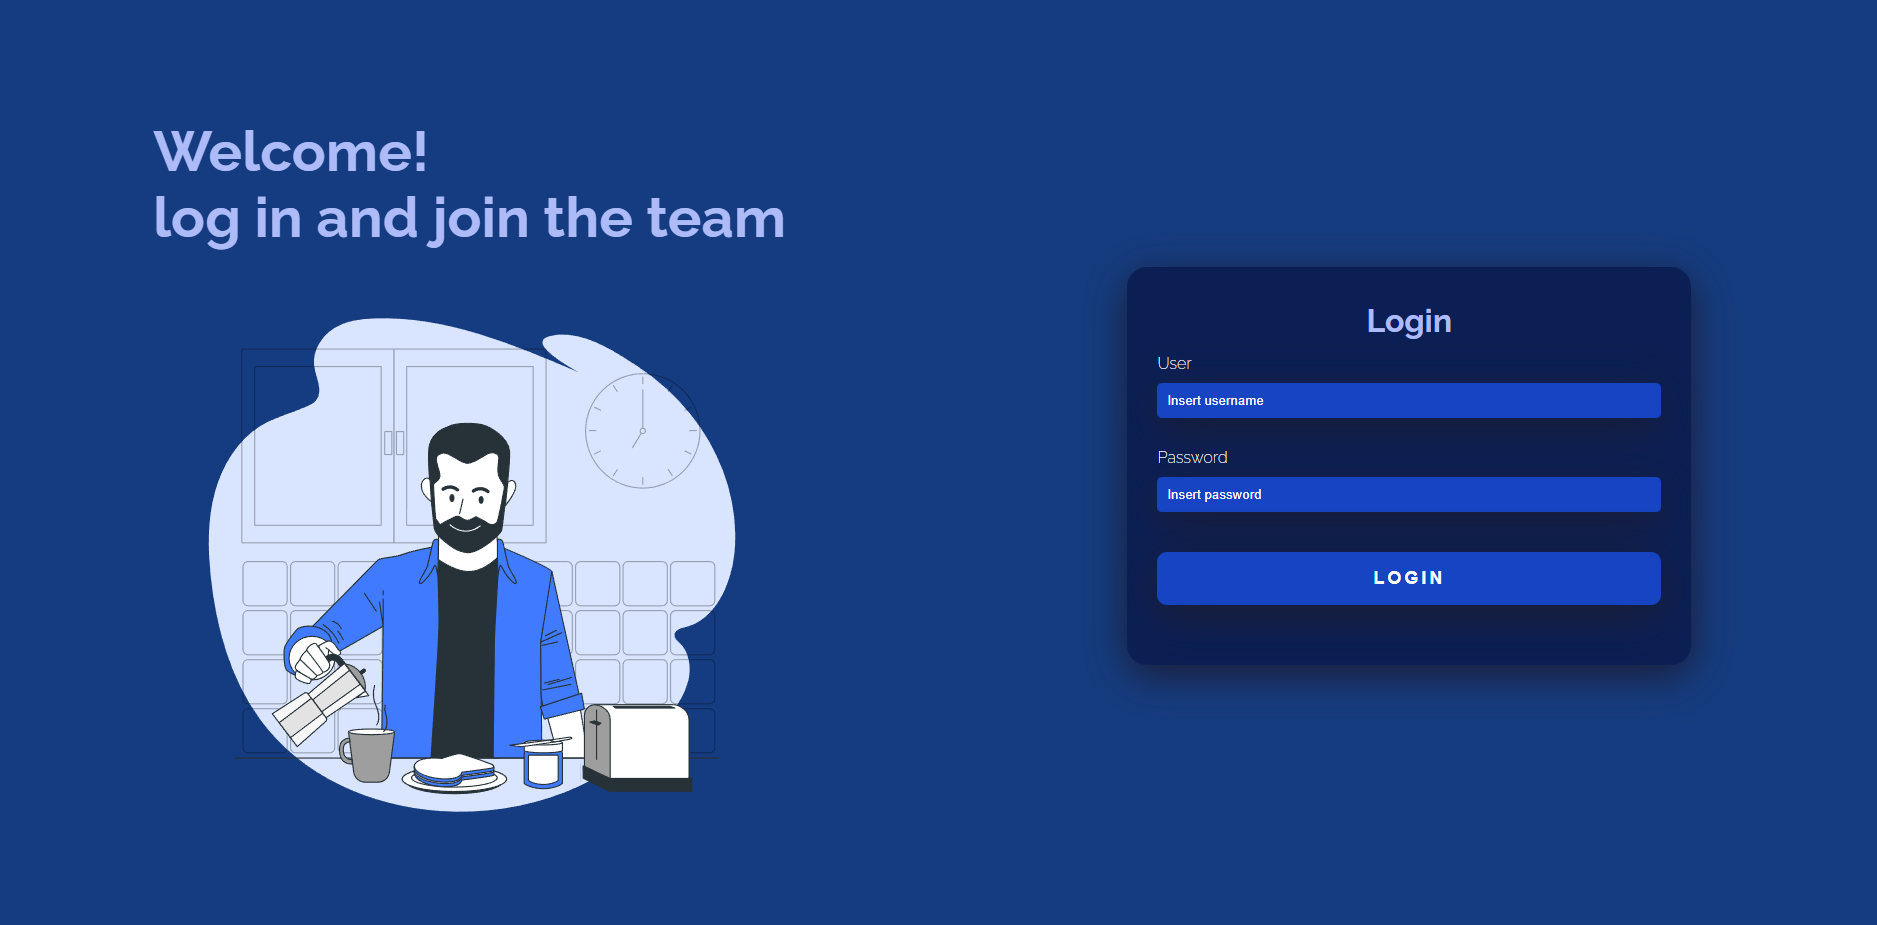 Welcome!
log in and join the team
Login
User
Insert username
Password
Insert password
LOGIN